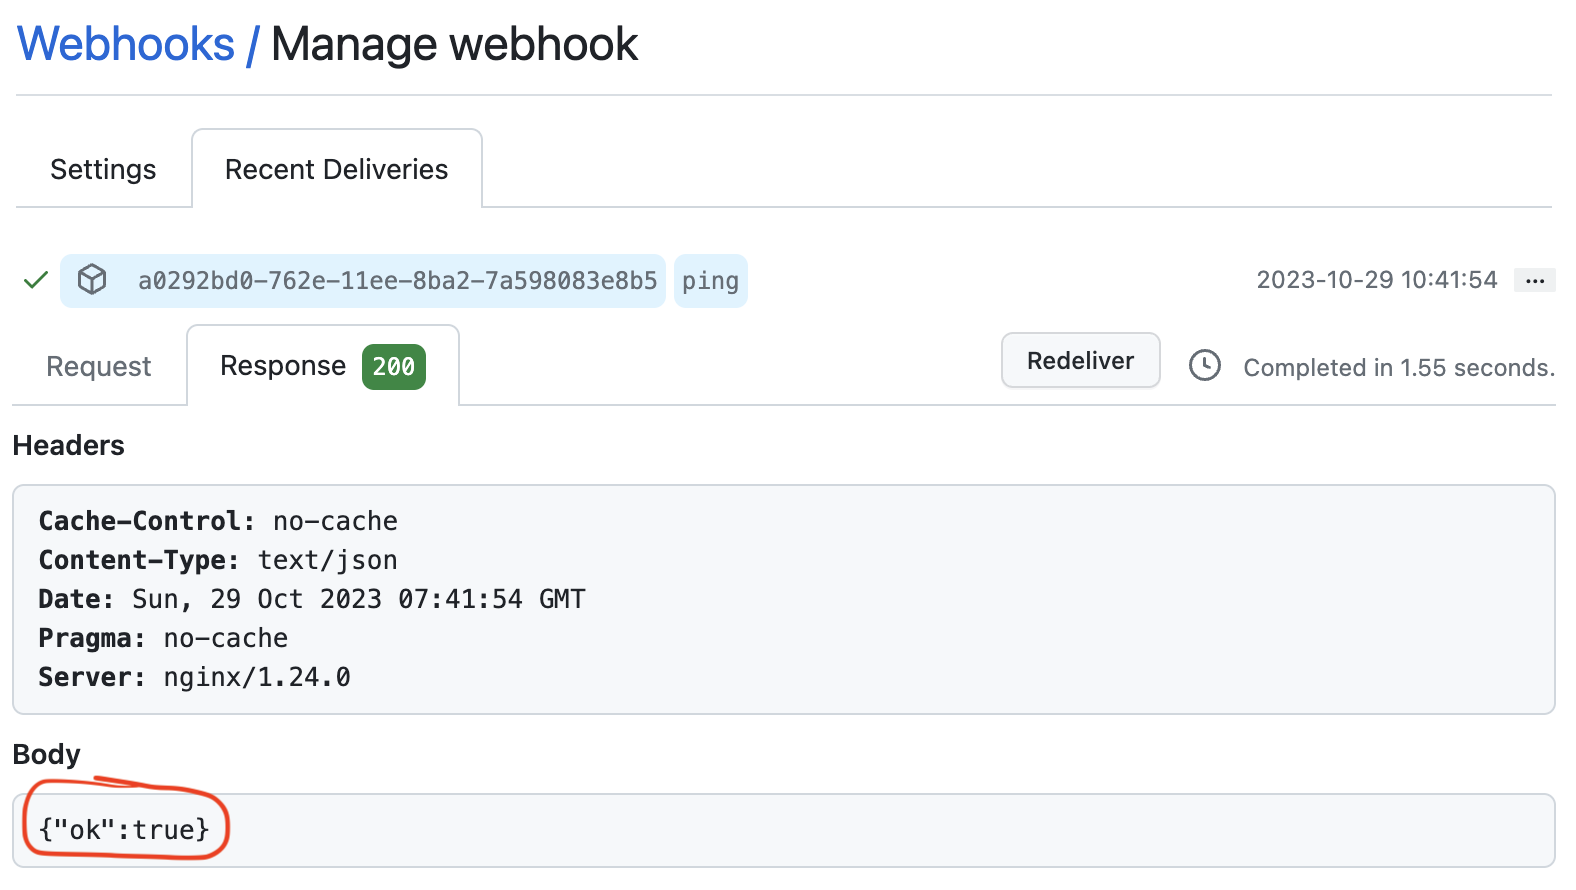 Webhooks / Manage webhook
Settings
Recent Deliveries
a0292bd0-762e-11ee-8ba2-7a598083e8b5 ping 2023-10-29 10:41:54 ...
Request
Response 200
Redeliver
Completed in 1.55 seconds.
Headers
Cache-Control: no-cache
Content-Type: text/json
Date: Sun, 29 Oct 2023 07:41:54 GMT
Pragma: no-cache
Server: nginx/1.24.0
Body
{"ok":true}